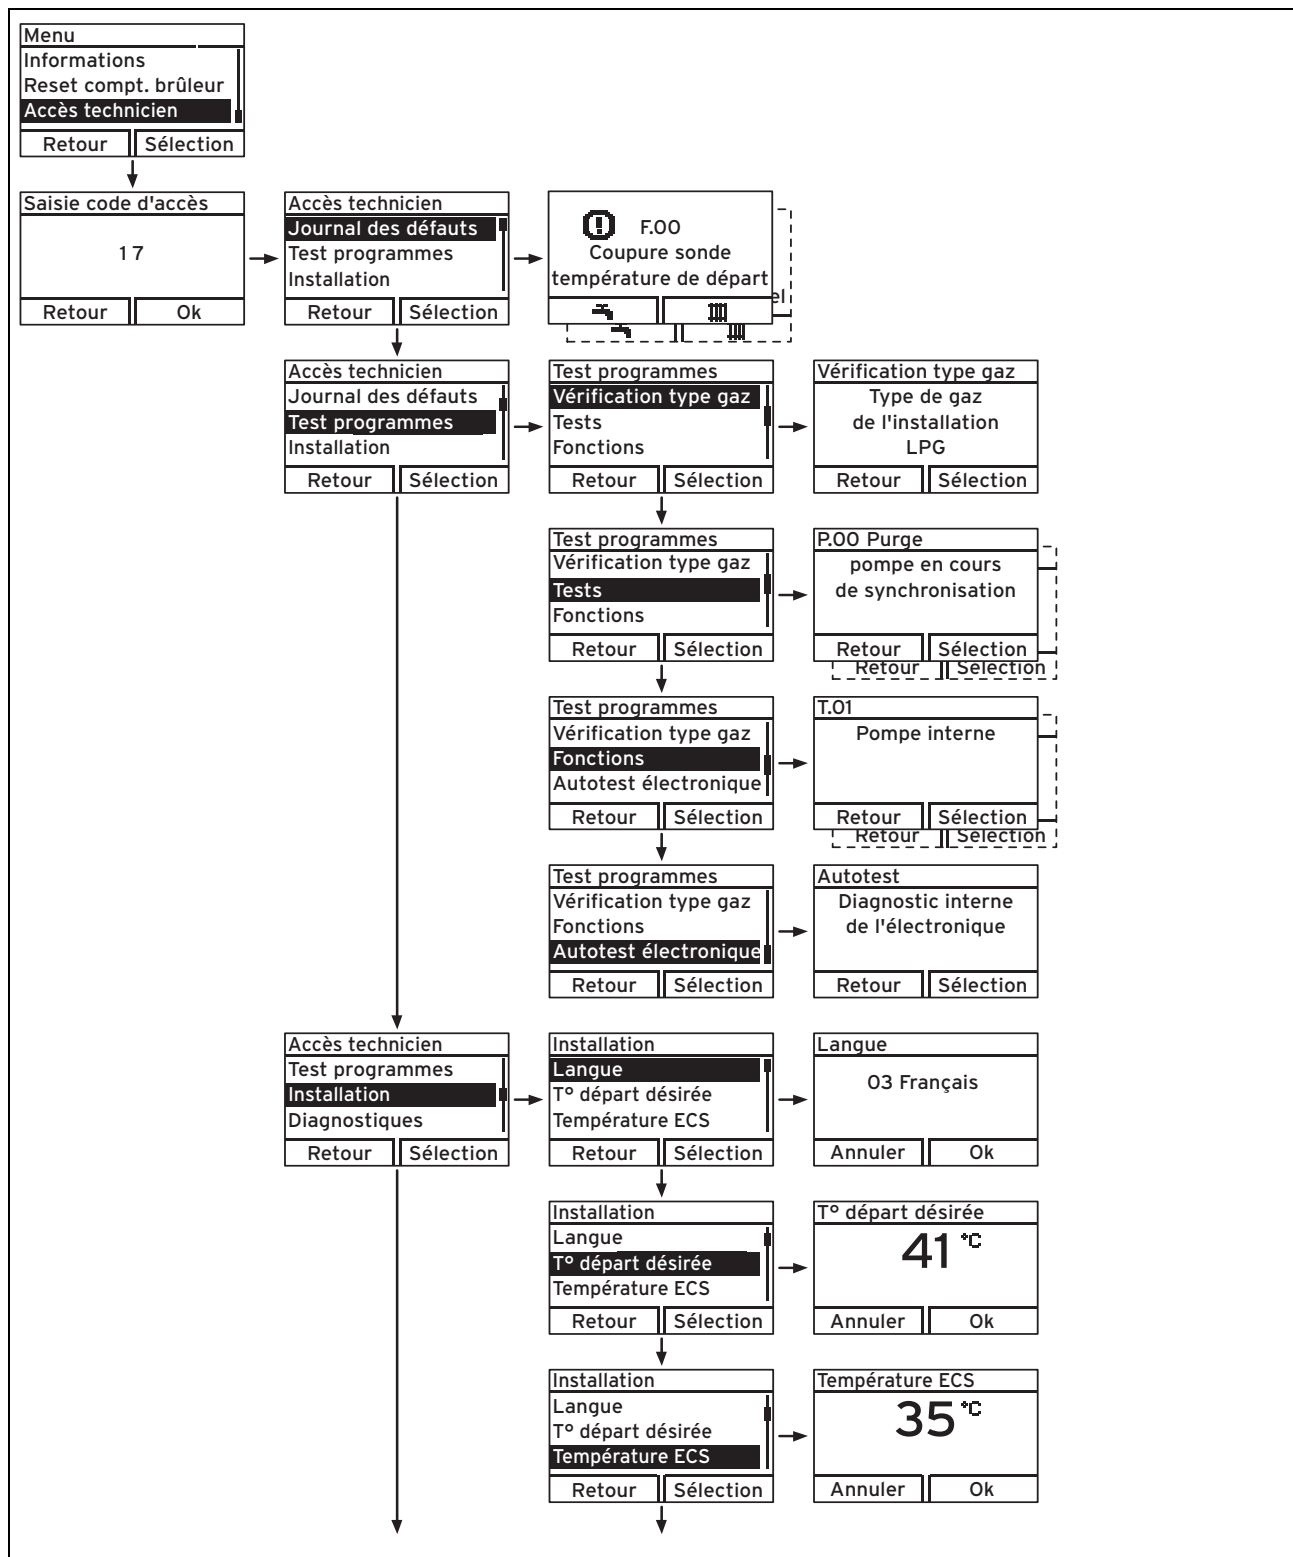 Menu
Informations
Reset compt. brûleur
Accès technicien
Retour Sélection
Saisie code d'accès
17
Retour Ok
Accès technicien
Journal des défauts
Test programmes
Installation
Retour Sélection
F.00
Coupure sonde
température de départ
el
Accès technicien
Journal des défauts
Test programmes
Installation
Retour Sélection
Test programmes
Vérification type gaz
Tests
Fonctions
Retour Sélection
Vérification type gaz
Type de gaz
de l'installation
LPG
Retour Sélection
Test programmes
Vérification type gaz
Tests
Fonctions
Retour Sélection
P.00 Purge
pompe en cours
de synchronisation
Retour Sélection
Retour Sélection
Test programmes
Vérification type gaz
Fonctions
Autotest électronique
Retour Sélection
T.01
Pompe interne
Retour Sélection
Retour Sélection
Test programmes
Vérification type gaz
Fonctions
Autotest électronique
Retour Sélection
Autotest
Diagnostic interne
de l'électronique
Retour Sélection
Accès technicien
Test programmes
Installation
Diagnostiques
Retour Sélection
Installation
Langue
T° départ désirée
Température ECS
Retour Sélection
Langue
03 Français
Annuler Ok
Installation
Langue
T° départ désirée
Température ECS
Retour Sélection
T° départ désirée
41 °C
Annuler Ok
Installation
Langue
T° départ désirée
Température ECS
Retour Sélection
Température ECS
35 °C
Annuler Ok